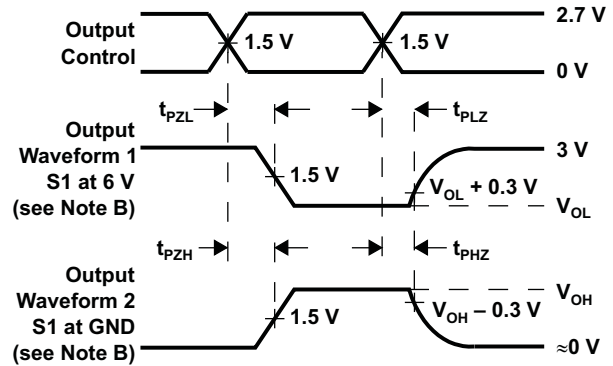 Output
Control
1.5 V
1.5 V
2.7 V
0 V
tPZL
tPLZ
Output
Waveform 1
S1 at 6 V
(see Note B)
1.5 V
VOL + 0.3 V
3 V
VOL
tPZH
tPHZ
Output
Waveform 2
S1 at GND
(see Note B)
1.5 V
VOH
VOH – 0.3 V
≈0 V